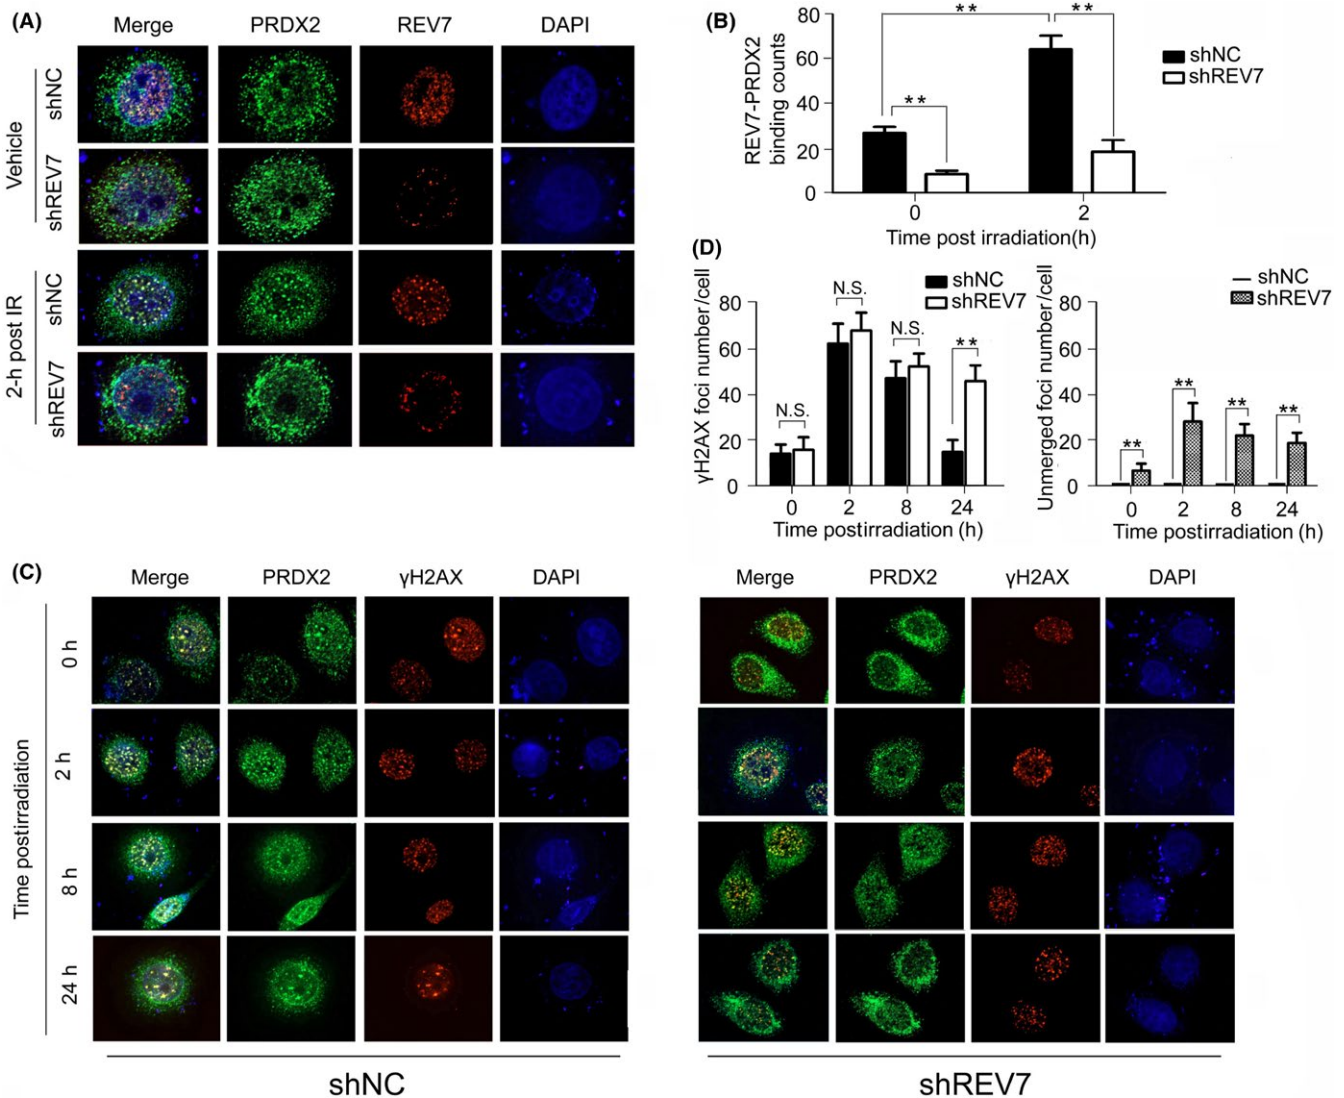 (A)
Merge PRDX2 REV7 DAPI
Vehicle
shNC
shREV7
2-h post IR
shNC
shREV7
(B)
REV7-PRDX2
binding counts
80
60
40
20
0
** **
**
shNC
shREV7
0 2
Time post irradiation(h)
(D)
γH2AX foci number/cell
80
60
40
20
0
shNC
shREV7
N.S. N.S. N.S. **
0 2 8 24
Time postirradiation (h)
Unmerged foci number/cell
80
60
40
20
0
shNC
shREV7
** ** ** **
0 2 8 24
Time postirradiation (h)
(C)
Merge PRDX2 γH2AX DAPI
Merge PRDX2 γH2AX DAPI
Time postirradiation
0 h
2 h
8 h
24 h
shNC
shREV7